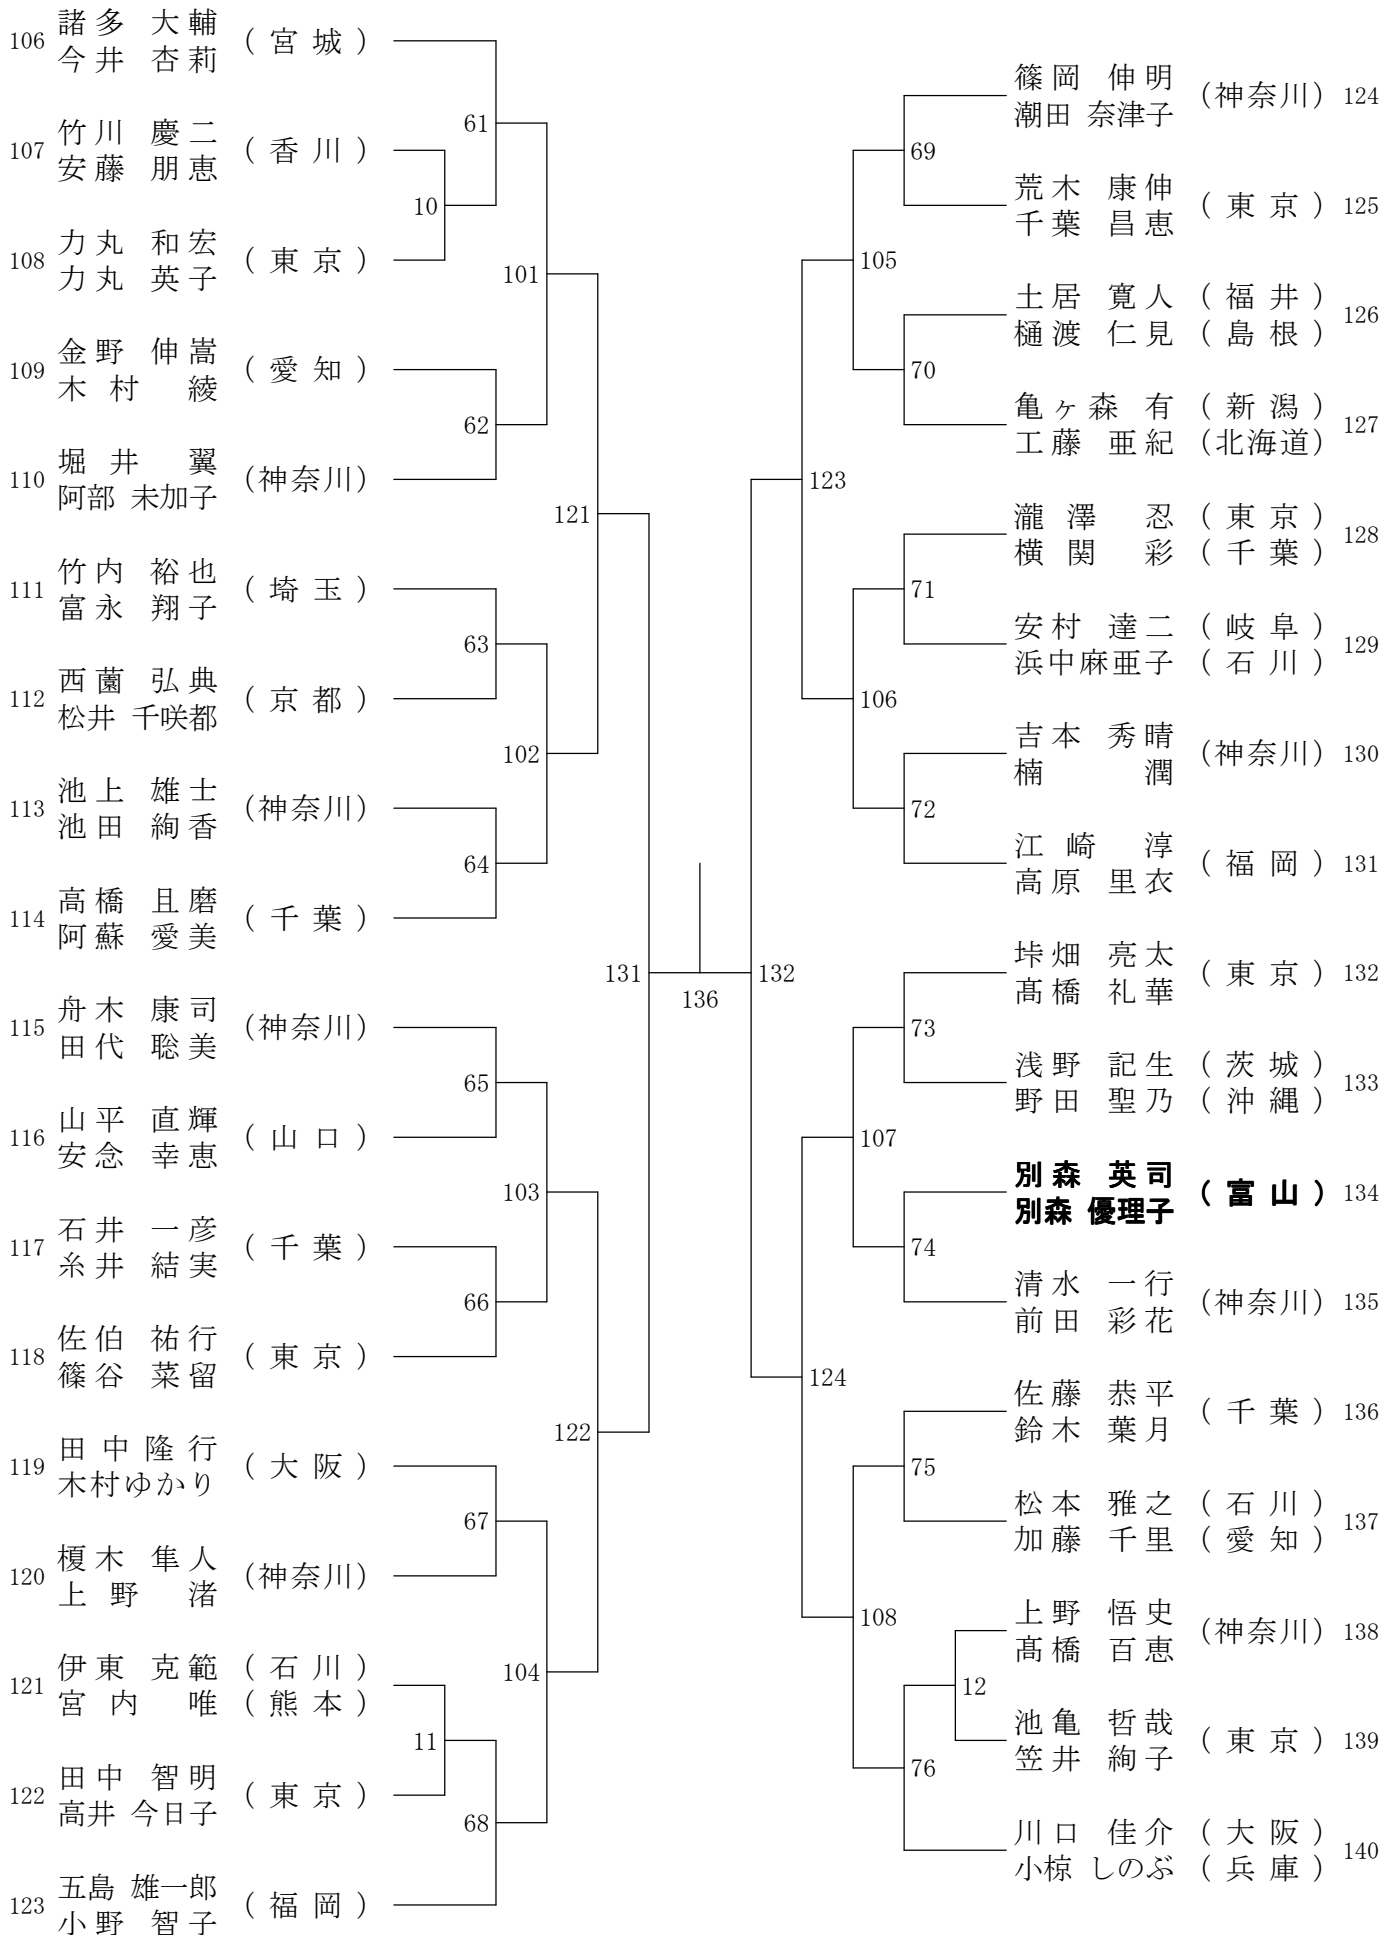 106 諸多 大輔 (宮城)
今井 杏莉
107 竹川 慶二 (香川)
安藤 朋恵
108 力丸 和宏 (東京)
力丸 英子
109 金野 伸嵩 (愛知)
木村 綾
110 堀井 翼 (神奈川)
阿部 未加子
111 竹内 裕也 (埼玉)
富永 翔子
112 西薗 弘典 (京都)
松井 千咲都
113 池上 雄士 (神奈川)
池田 絢香
114 高橋 且磨 (千葉)
阿蘇 愛美
115 舟木 康司 (神奈川)
田代 聡美
116 山平 直輝 (山口)
安念 幸恵
117 石井 一彦 (千葉)
糸井 結実
118 佐伯 祐行 (東京)
篠谷 菜留
119 田中隆行 (大阪)
木村ゆかり
120 榎木 隼人 (神奈川)
上野 渚
121 伊東 克範 (石川)
宮内 唯 (熊本)
122 田中 智明 (東京)
高井 今日子
123 五島 雄一郎 (福岡)
小野 智子
61
10
101
62
121
63
102
64
131
65
103
66
122
67
104
11
68
136
132
69
105
70
123
71
106
72
73
107
74
124
75
108
12
76
篠岡 伸明 (神奈川) 124
潮田 奈津子
荒木 康伸 (東京) 125
千葉 昌恵
土居 寛人 (福井) 126
樋渡 仁見 (島根)
亀ヶ森 有 (新潟) 127
工藤 亜紀 (北海道)
瀧澤 忍 (東京) 128
横関 彩 (千葉)
安村 達二 (岐阜) 129
浜中麻亜子 (石川)
吉本 秀晴 (神奈川) 130
楠 潤
江崎 淳 (福岡) 131
高原 里衣
垰畑 亮太 (東京) 132
髙橋 礼華
浅野 記生 (茨城) 133
野田 聖乃 (沖縄)
別森 英司 (富山) 134
別森 優理子
清水 一行 (神奈川) 135
前田 彩花
佐藤 恭平 (千葉) 136
鈴木 葉月
松本 雅之 (石川) 137
加藤 千里 (愛知)
上野 悟史 (神奈川) 138
髙橋 百恵
池亀 哲哉 (東京) 139
笠井 絢子
川口 佳介 (大阪) 140
小椋 しのぶ (兵庫)